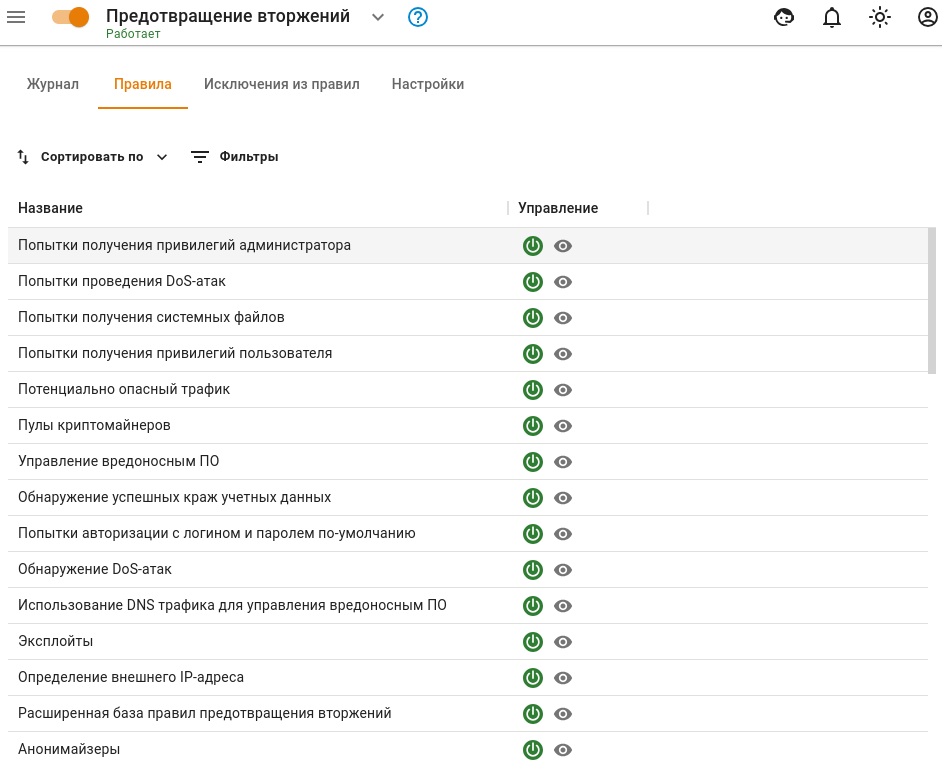 Предотвращение вторжений
Работает
Журнал Правила Исключения из правил Настройки
Сортировать по Фильтры
Название Управление
Попытки получения привилегий администратора
Попытки проведения DoS-атак
Попытки получения системных файлов
Попытки получения привилегий пользователя
Потенциально опасный трафик
Пулы криптомайнеров
Управление вредоносным ПО
Обнаружение успешных краж учетных данных
Попытки авторизации с логином и паролем по-умолчанию
Обнаружение DoS-атак
Использование DNS трафика для управления вредоносным ПО
Эксплойты
Определение внешнего IP-адреса
Расширенная база правил предотвращения вторжений
Анонимайзеры